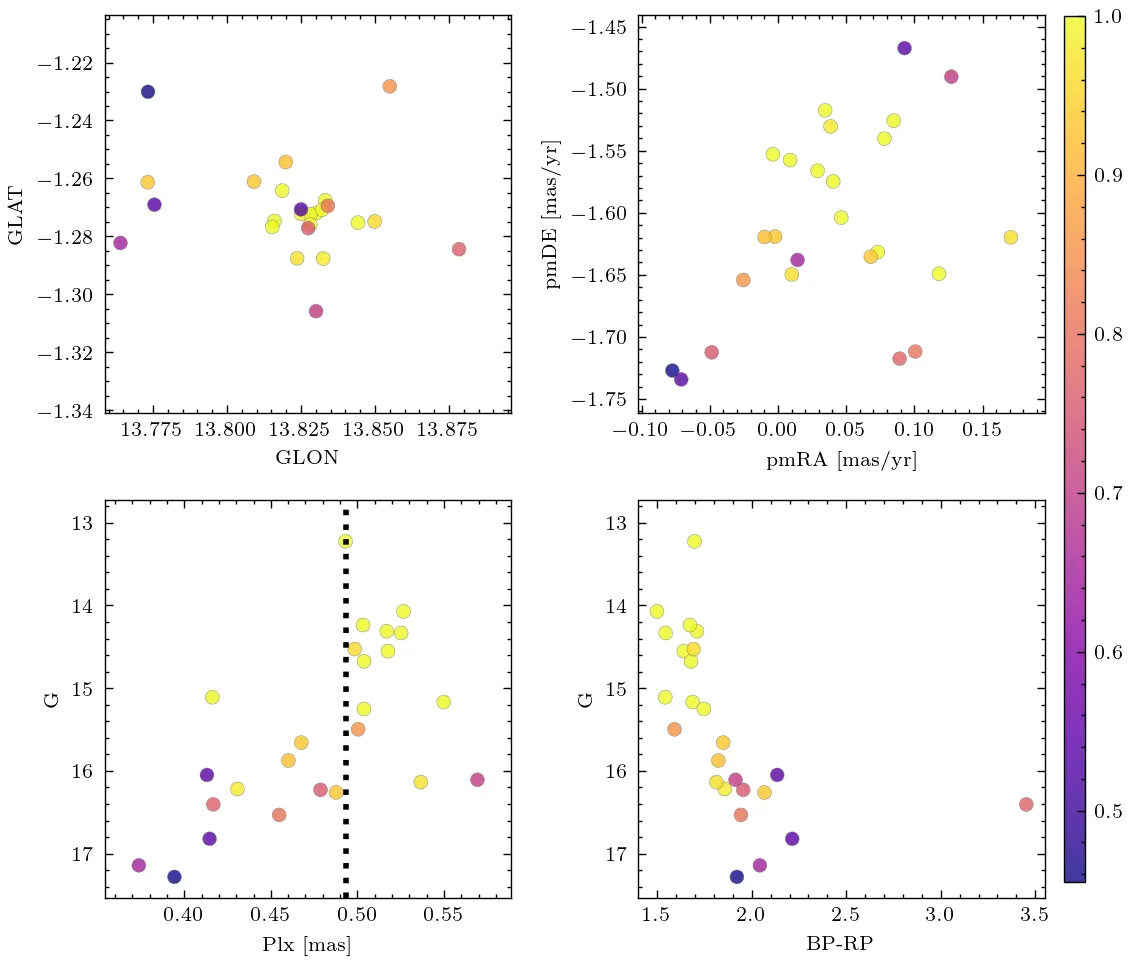 −1.22
−1.24
−1.26
−1.28
−1.30
−1.32
−1.34
GLAT
13.775 13.800 13.825 13.850 13.875
GLON
−1.45
−1.50
−1.55
−1.60
−1.65
−1.70
−1.75
pmDE [mas/yr]
−0.10 −0.05 0.00 0.05 0.10 0.15
pmRA [mas/yr]
1.0
0.9
0.8
0.7
0.6
0.5
13
14
15
16
17
G
0.40 0.45 0.50 0.55
Plx [mas]
13
14
15
16
17
G
1.5 2.0 2.5 3.0 3.5
BP-RP